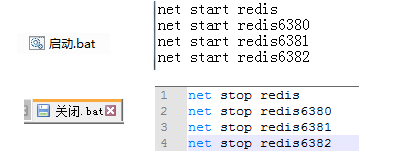 启动.bat
net start redis
net start redis6380
net start redis6381
net start redis6382
关闭.bat
1 net stop redis
2 net stop redis6380
3 net stop redis6381
4 net stop redis6382